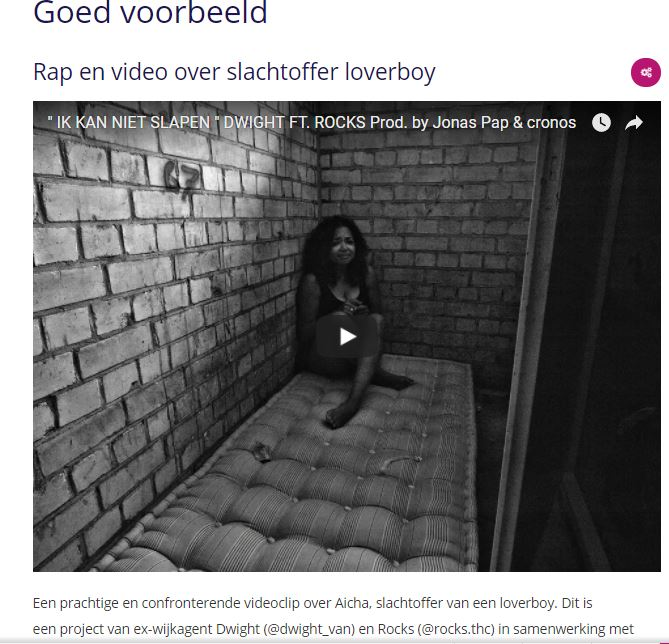 Goed voorbeeld
Rap en video over slachtoffer loverboy
" IK KAN NIET SLAPEN " DWIGHT FT. ROCKS Prod. by Jonas Pap & cronos
67
Een prachtige en confronterende videoclip over Aicha, slachtoffer van een loverboy. Dit is
een project van ex-wijkagent Dwight (@dwight_van) en Rocks (@rocks.thc) in samenwerking met